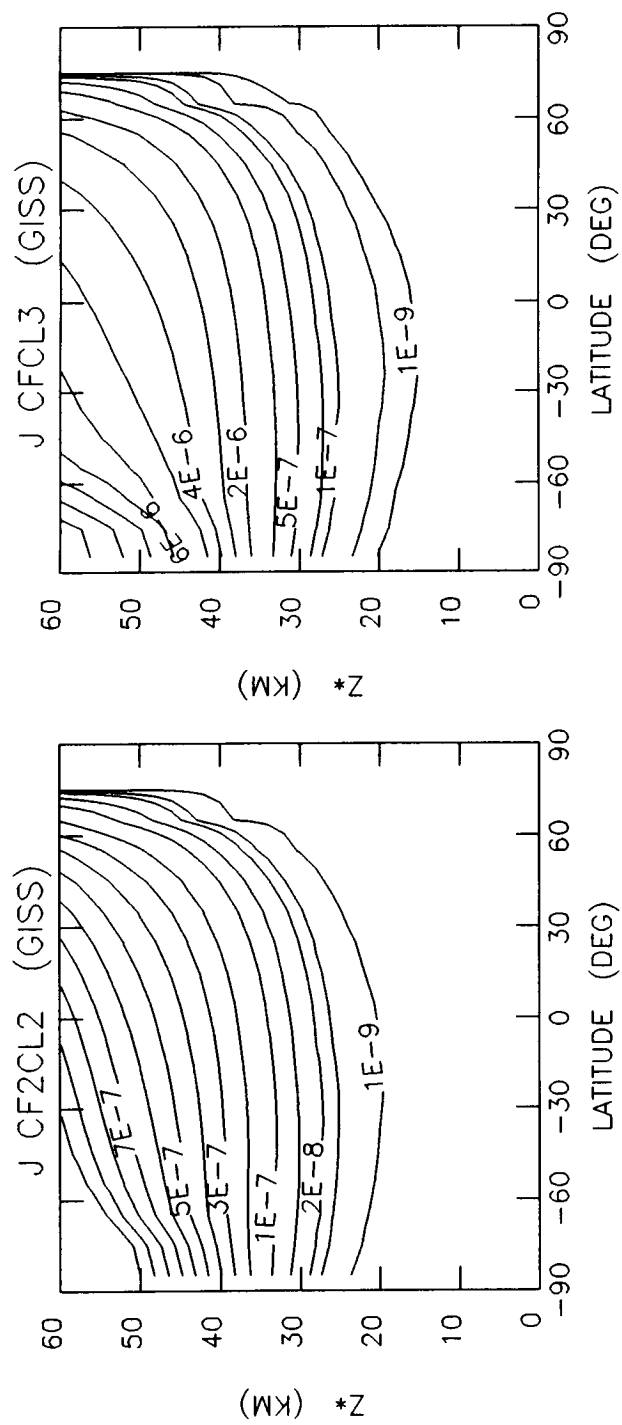 J CF2CL2 (GISS)
Z* (KM)
60
50
40
30
20
10
0
7E-7
5E-7
3E-7
1E-7
2E-8
1E-9
-90 -60 -30 0 30 60 90
LATITUDE (DEG)
J CFCL3 (GISS)
Z* (KM)
60
50
40
30
20
10
0
6E-6
4E-6
2E-6
5E-7
1E-7
1E-9
-90 -60 -30 0 30 60 90
LATITUDE (DEG)